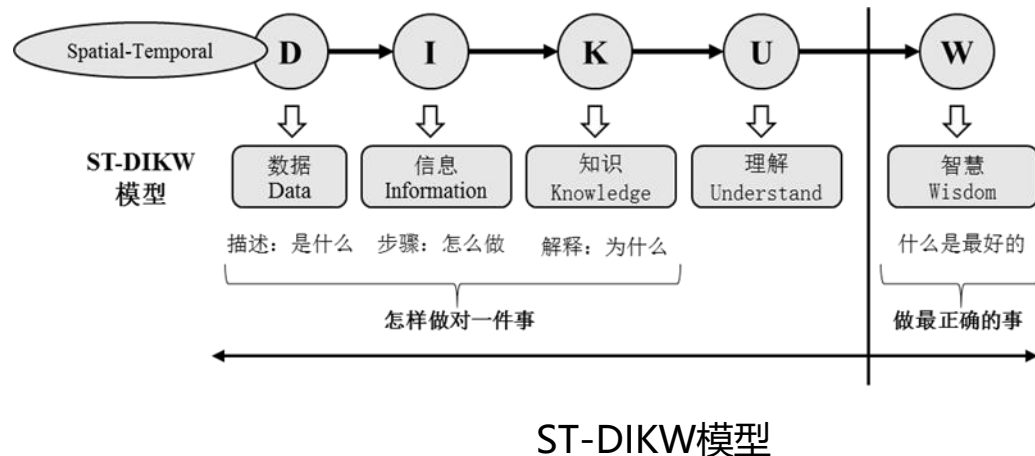 Spatial-Temporal D I K U W
ST-DIKW
模型
数据
Data
信息
Information
知识
Knowledge
理解
Understand
智慧
Wisdom
描述：是什么
步骤：怎么做
解释：为什么
什么是最好的
怎样做对一件事
做最正确的事
ST-DIKW模型